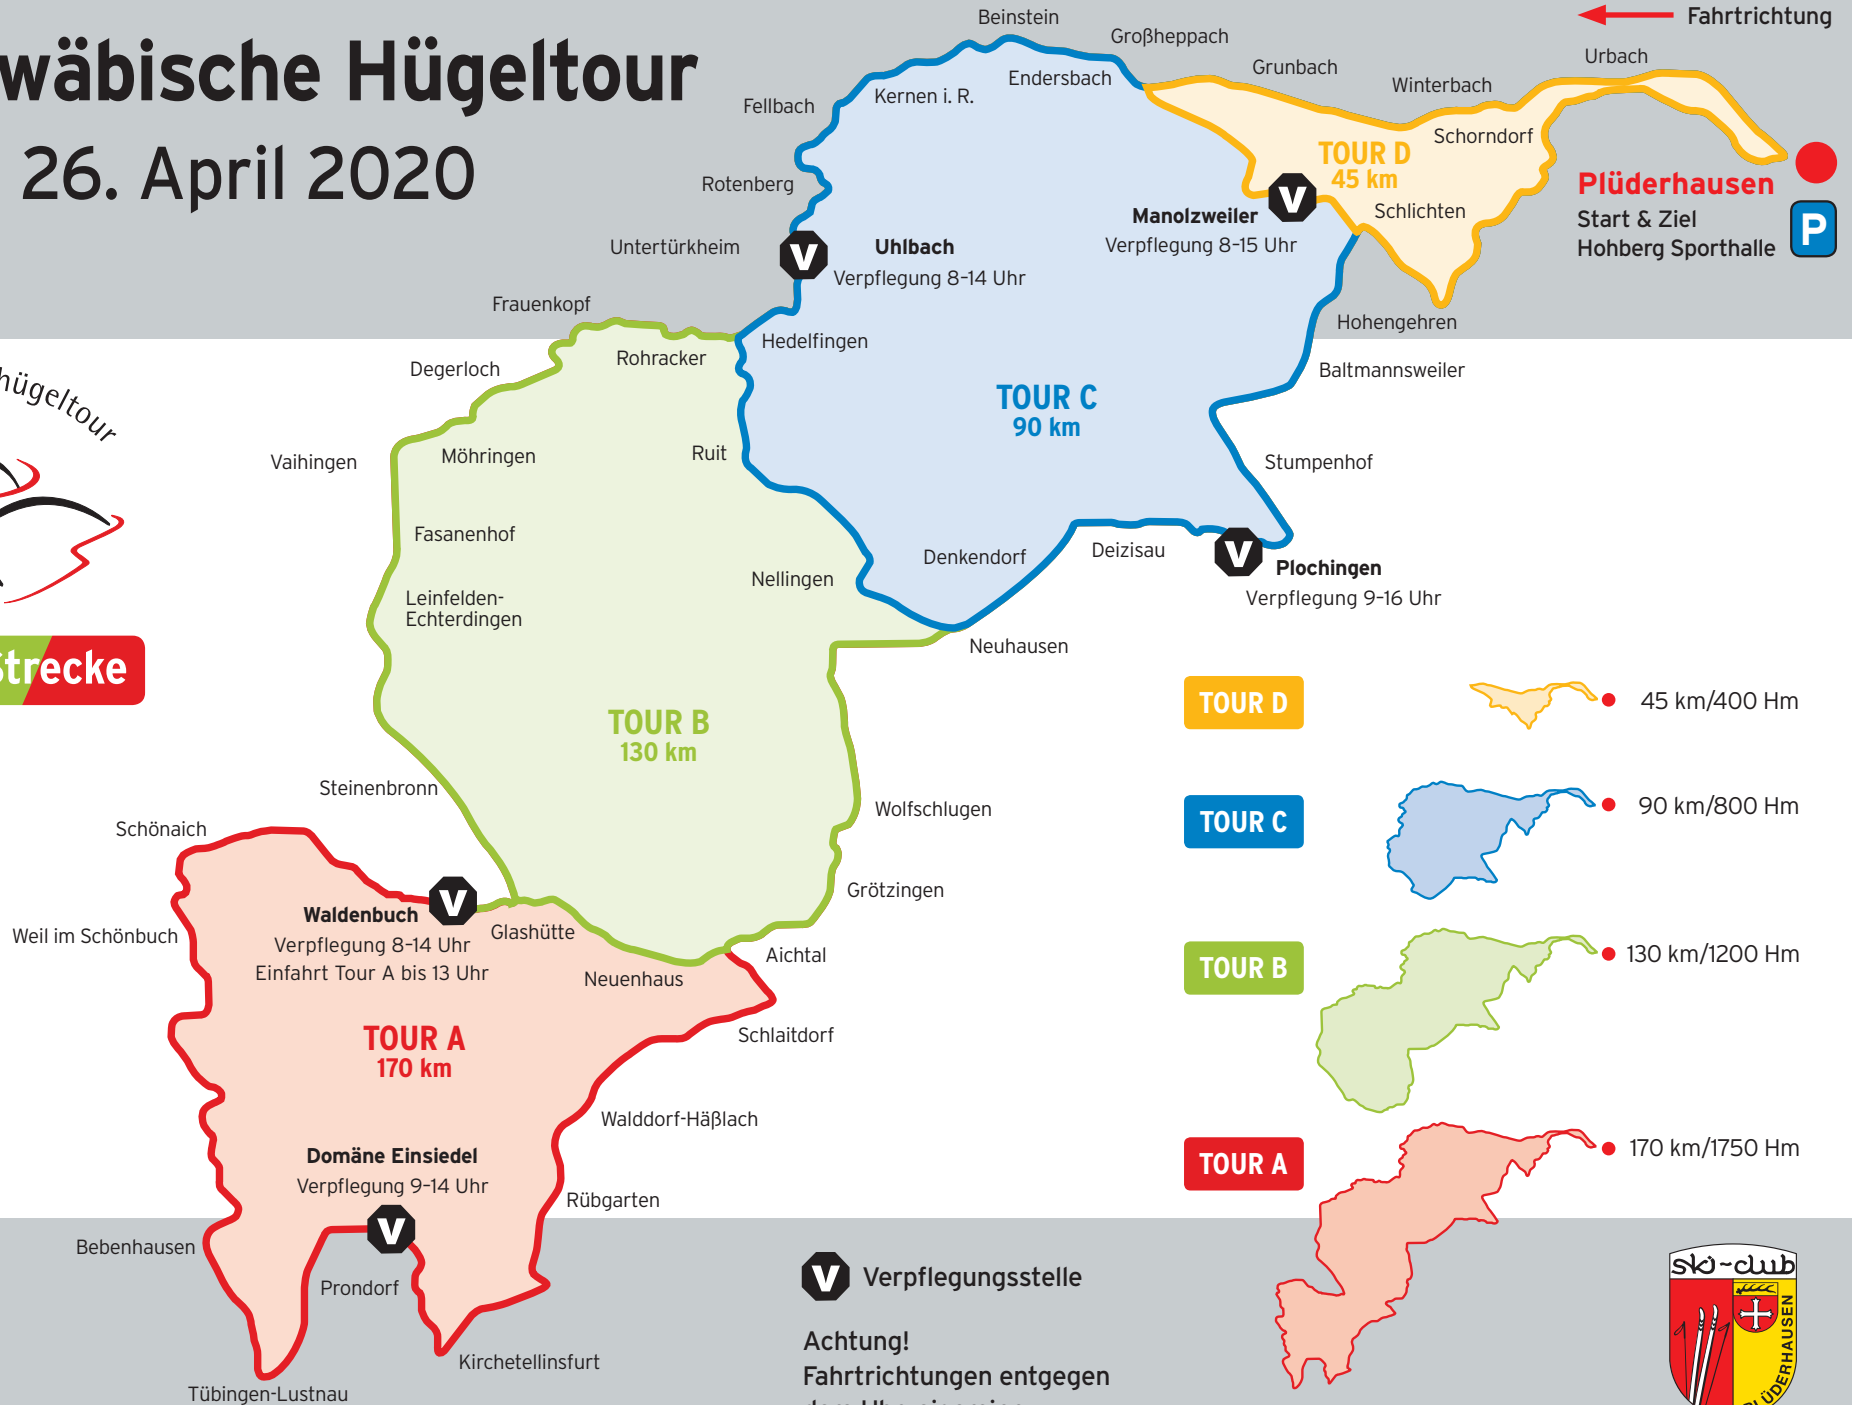 wäbische Hügeltour
26. April 2020
Fahrtrichtung
Beinstein
Großheppach
Urbach
Grunbach
Endersbach
Winterbach
Kernen i. R.
Fellbach
Schorndorf
TOUR D
45 km
Rotenberg
Plüderhausen
Start & Ziel
Hohberg Sporthalle
P
V
Schlichten
Manolzweiler
Verpflegung 8–15 Uhr
Untertürkheim
V
Uhlbach
Verpflegung 8–14 Uhr
Frauenkopf
Hohengehren
Hedelfingen
Rohracker
Degerloch
Baltmannsweiler
hügeltour
TOUR C
90 km
Vaihingen
Möhringen
Ruit
Stumpenhof
Fasanenhof
Denkendorf
Deizisau
V
Plochingen
Verpflegung 9–16 Uhr
Nellingen
Leinfelden-
Echterdingen
Neuhausen
Strecke
TOUR B
130 km
TOUR D
45 km/400 Hm
Steinenbronn
Wolfschlugen
TOUR C
90 km/800 Hm
Schönaich
Grötzingen
V
Waldenbuch
Verpflegung 8–14 Uhr
Einfahrt Tour A bis 13 Uhr
Weil im Schönbuch
Glashütte
Aichtal
Neuenhaus
TOUR B
130 km/1200 Hm
TOUR A
170 km
Schlaitdorf
Walddorf-Häßlach
Domäne Einsiedel
Verpflegung 9–14 Uhr
V
TOUR A
170 km/1750 Hm
Rübgarten
Bebenhausen
Prondorf
Kirchetellinsfurt
Tübingen-Lustnau
V Verpflegungsstelle
Achtung!
Fahrtrichtungen entgegen
ski-club
PLÜDERHAUSEN